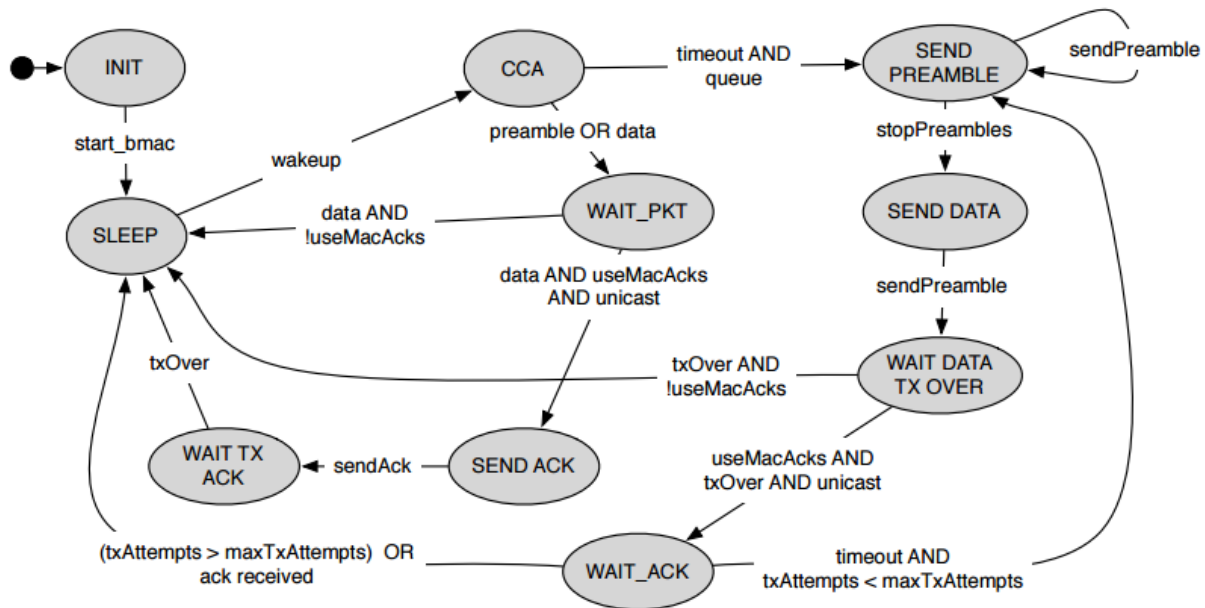 INIT
CCA
timeout AND
queue
SEND
PREAMBLE
sendPreamble
start_bmac
wakeup
preamble OR data
stopPreambles
SLEEP
data AND
!useMacAcks
WAIT_PKT
SEND DATA
data AND useMacAcks
AND unicast
sendPreamble
txOver
txOver AND
!useMacAcks
WAIT DATA
TX OVER
WAIT TX
ACK
sendAck
SEND ACK
useMacAcks AND
txOver AND unicast
(txAttempts > maxTxAttempts) OR
ack received
WAIT_ACK
timeout AND
txAttempts < maxTxAttempts